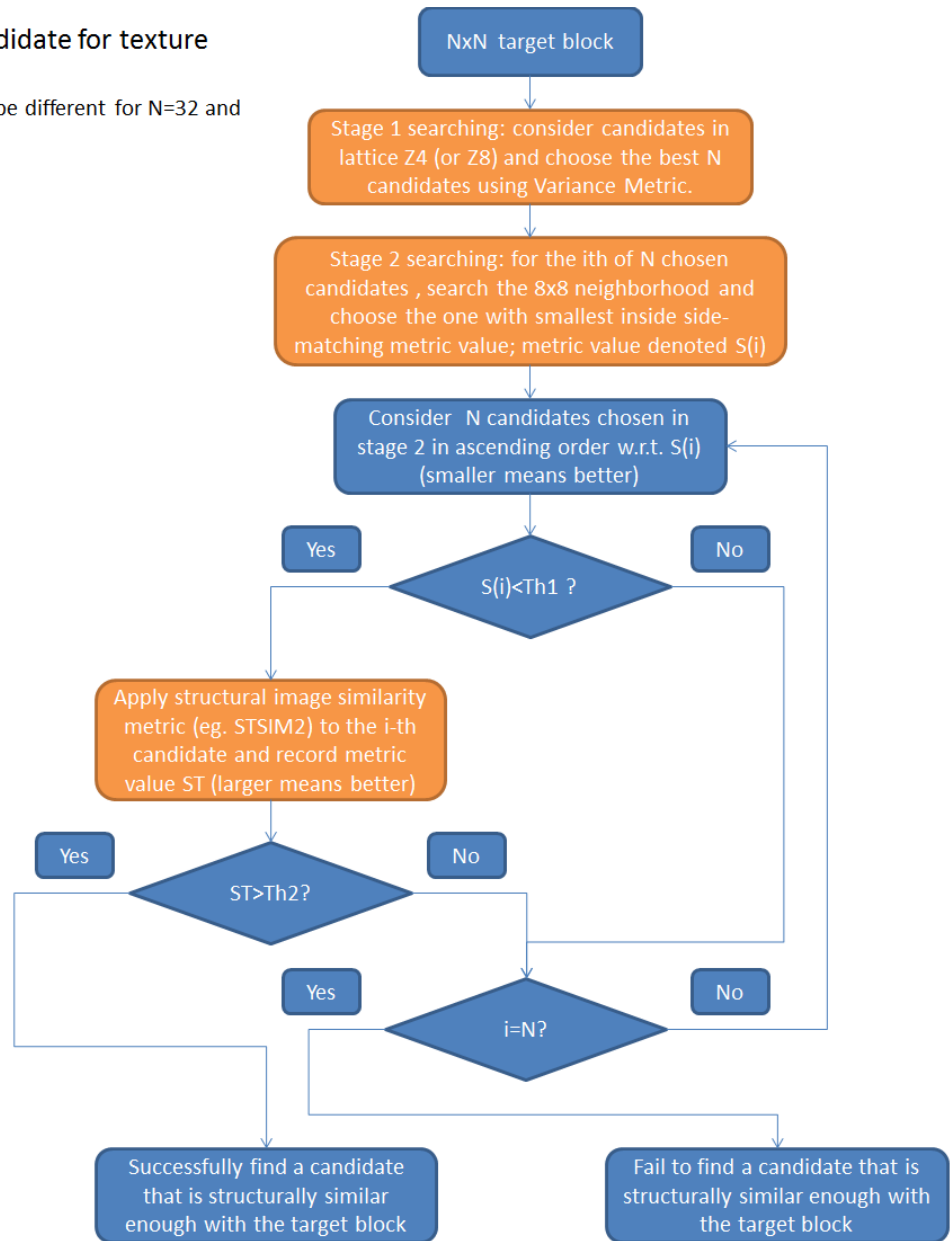 didate for texture
be different for N=32 and
NxN target block
Stage 1 searching: consider candidates in
lattice Z4 (or Z8) and choose the best N
candidates using Variance Metric.
Stage 2 searching: for the ith of N chosen
candidates , search the 8x8 neighborhood and
choose the one with smallest inside side-
matching metric value; metric value denoted S(i)
Consider N candidates chosen in
stage 2 in ascending order w.r.t. S(i)
(smaller means better)
Yes
No
S(i)<Th1 ?
Apply structural image similarity
metric (eg. STSIM2) to the i-th
candidate and record metric
value ST (larger means better)
Yes
No
ST>Th2?
Yes
No
i=N?
Successfully find a candidate
that is structurally similar
enough with the target block
Fail to find a candidate that is
structurally similar enough with
the target block